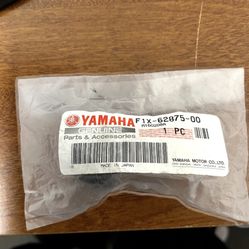 YAMAHA
F1X-62875-00
GENUINE
Parts & Accessories
1 PC
MADE IN JAPAN
YAMAHA MOTOR CO., LTD.